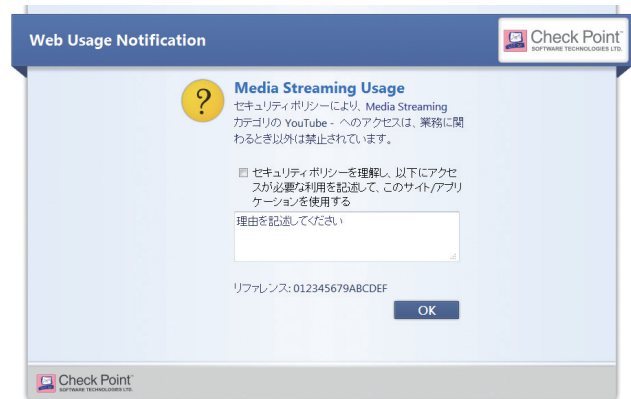 Web Usage Notification
Check Point
SOFTWARE TECHNOLOGIES LTD.
Media Streaming Usage
セキュリティポリシーにより、Media Streaming
カテゴリの YouTube - へのアクセスは、業務に関
わるとき以外は禁止されています。
セキュリティポリシーを理解し、以下にアクセ
スが必要な利用を記述して、このサイト/アプリ
ケーションを使用する
理由を記述してください
リファレンス: 012345679ABCDEF
OK
Check Point
SOFTWARE TECHNOLOGIES LTD.